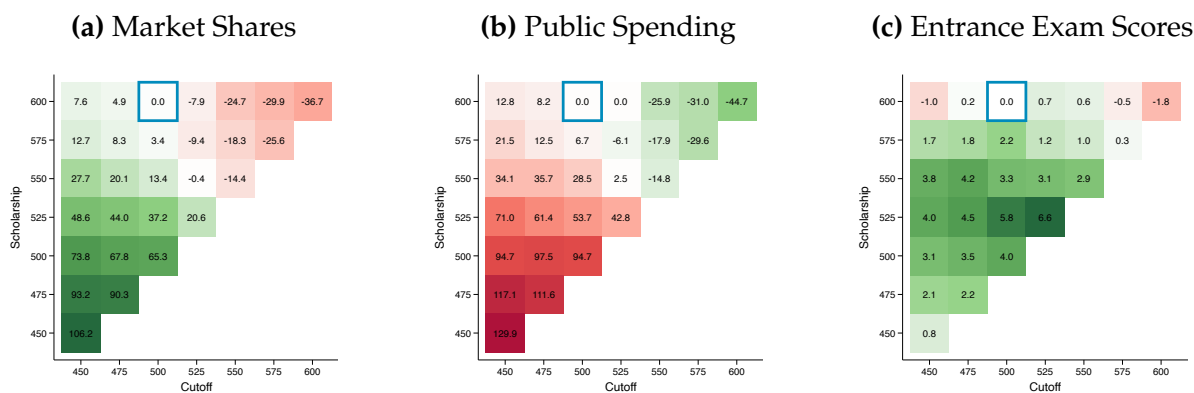 (a) Market Shares
600 7.6 4.9 0.0 -7.9 -24.7 -29.9 -36.7
575 12.7 8.3 3.4 -9.4 -18.3 -25.6
550 27.7 20.1 13.4 -0.4 -14.4
525 48.6 44.0 37.2 20.6
500 73.8 67.8 65.3
475 93.2 90.3
450 106.2
Scholarship
450 475 500 525 550 575 600
Cutoff
(b) Public Spending
600 12.8 8.2 0.0 0.0 -25.9 -31.0 -44.7
575 21.5 12.5 6.7 -6.1 -17.9 -29.6
550 34.1 35.7 28.5 2.5 -14.8
525 71.0 61.4 53.7 42.8
500 94.7 97.5 94.7
475 117.1 111.6
450 129.9
Scholarship
450 475 500 525 550 575 600
Cutoff
(c) Entrance Exam Scores
600 -1.0 0.2 0.0 0.7 0.6 -0.5 -1.8
575 1.7 1.8 2.2 1.2 1.0 0.3
550 3.8 4.2 3.3 3.1 2.9
525 4.0 4.5 5.8 6.6
500 3.1 3.5 4.0
475 2.1 2.2
450 0.8
Scholarship
450 475 500 525 550 575 600
Cutoff